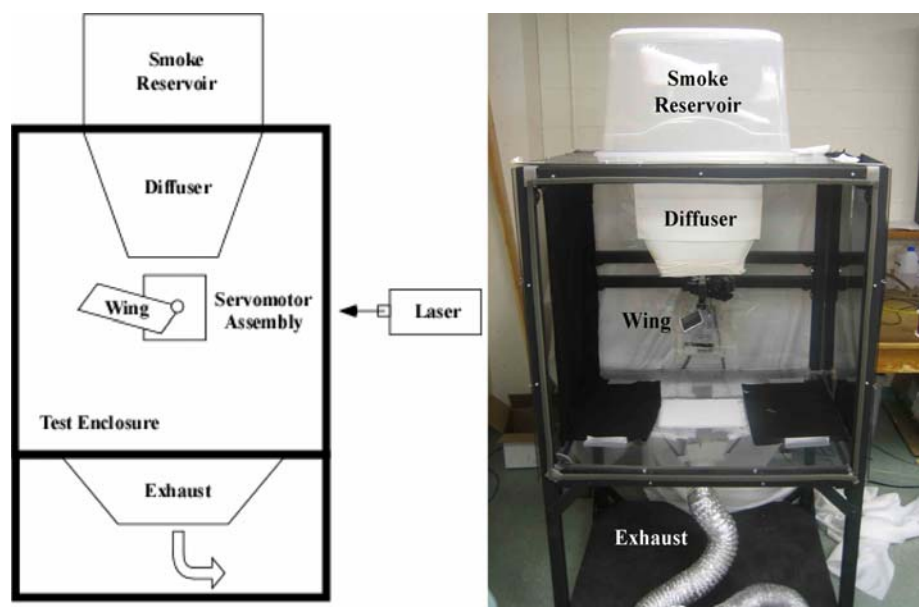 Smoke
Reservoir
Diffuser
Wing
Servomotor
Assembly
Laser
Test Enclosure
Exhaust
Smoke
Reservoir
Diffuser
Wing
Exhaust